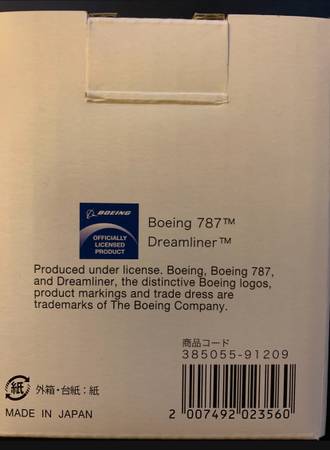 BOEING
OFFICIALLY
LICENSED
PRODUCT
Boeing 787™
Dreamliner™
Produced under license. Boeing, Boeing 787,
and Dreamliner, the distinctive Boeing logos,
product markings and trade dress are
trademarks of The Boeing Company.
商品コード
385055-91209
紙 外箱・台紙：紙
MADE IN JAPAN
2 007492 023560